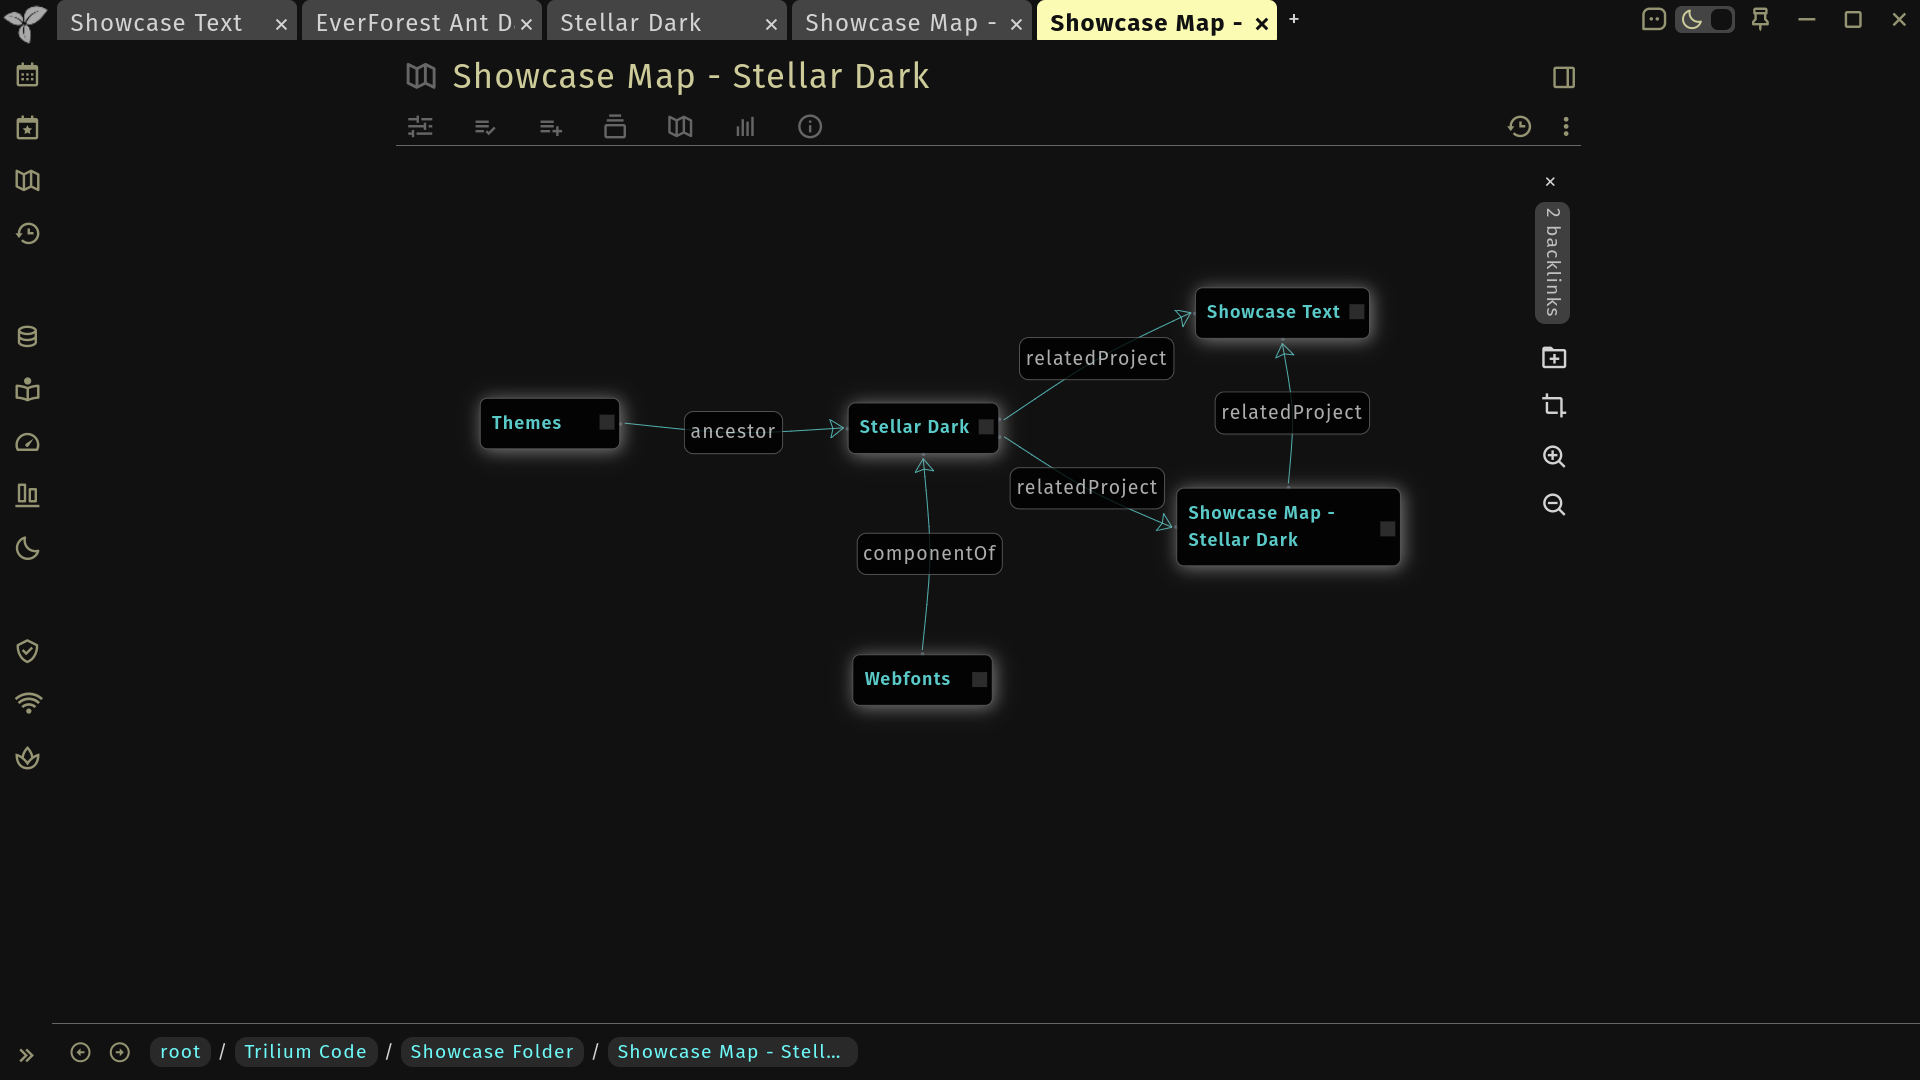 Showcase Text
EverForest Ant D
Stellar Dark
Showcase Map -
Showcase Map -
Showcase Map - Stellar Dark
2 backlinks
Showcase Text
relatedProject
relatedProject
Themes
ancestor
Stellar Dark
relatedProject
Showcase Map -
Stellar Dark
componentOf
Webfonts
root / Trilium Code / Showcase Folder / Showcase Map - Stell...